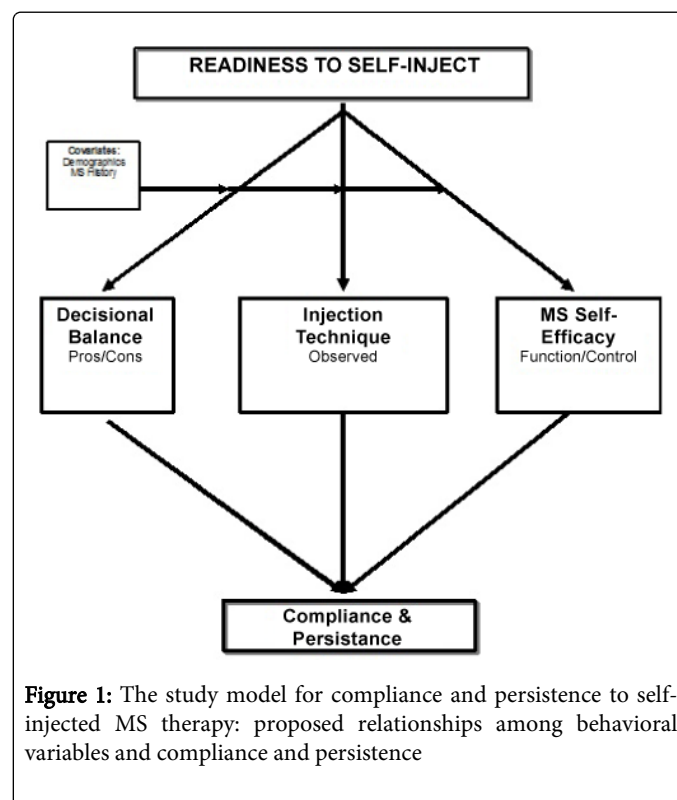 READINESS TO SELF-INJECT
Covariates:
Demographics
MS History
Decisional
Balance
Pros/Cons
Injection
Technique
Observed
MS Self-
Efficacy
Function/Control
Compliance &
Persistance
Figure 1: The study model for compliance and persistence to self-
injected MS therapy: proposed relationships among behavioral
variables and compliance and persistence